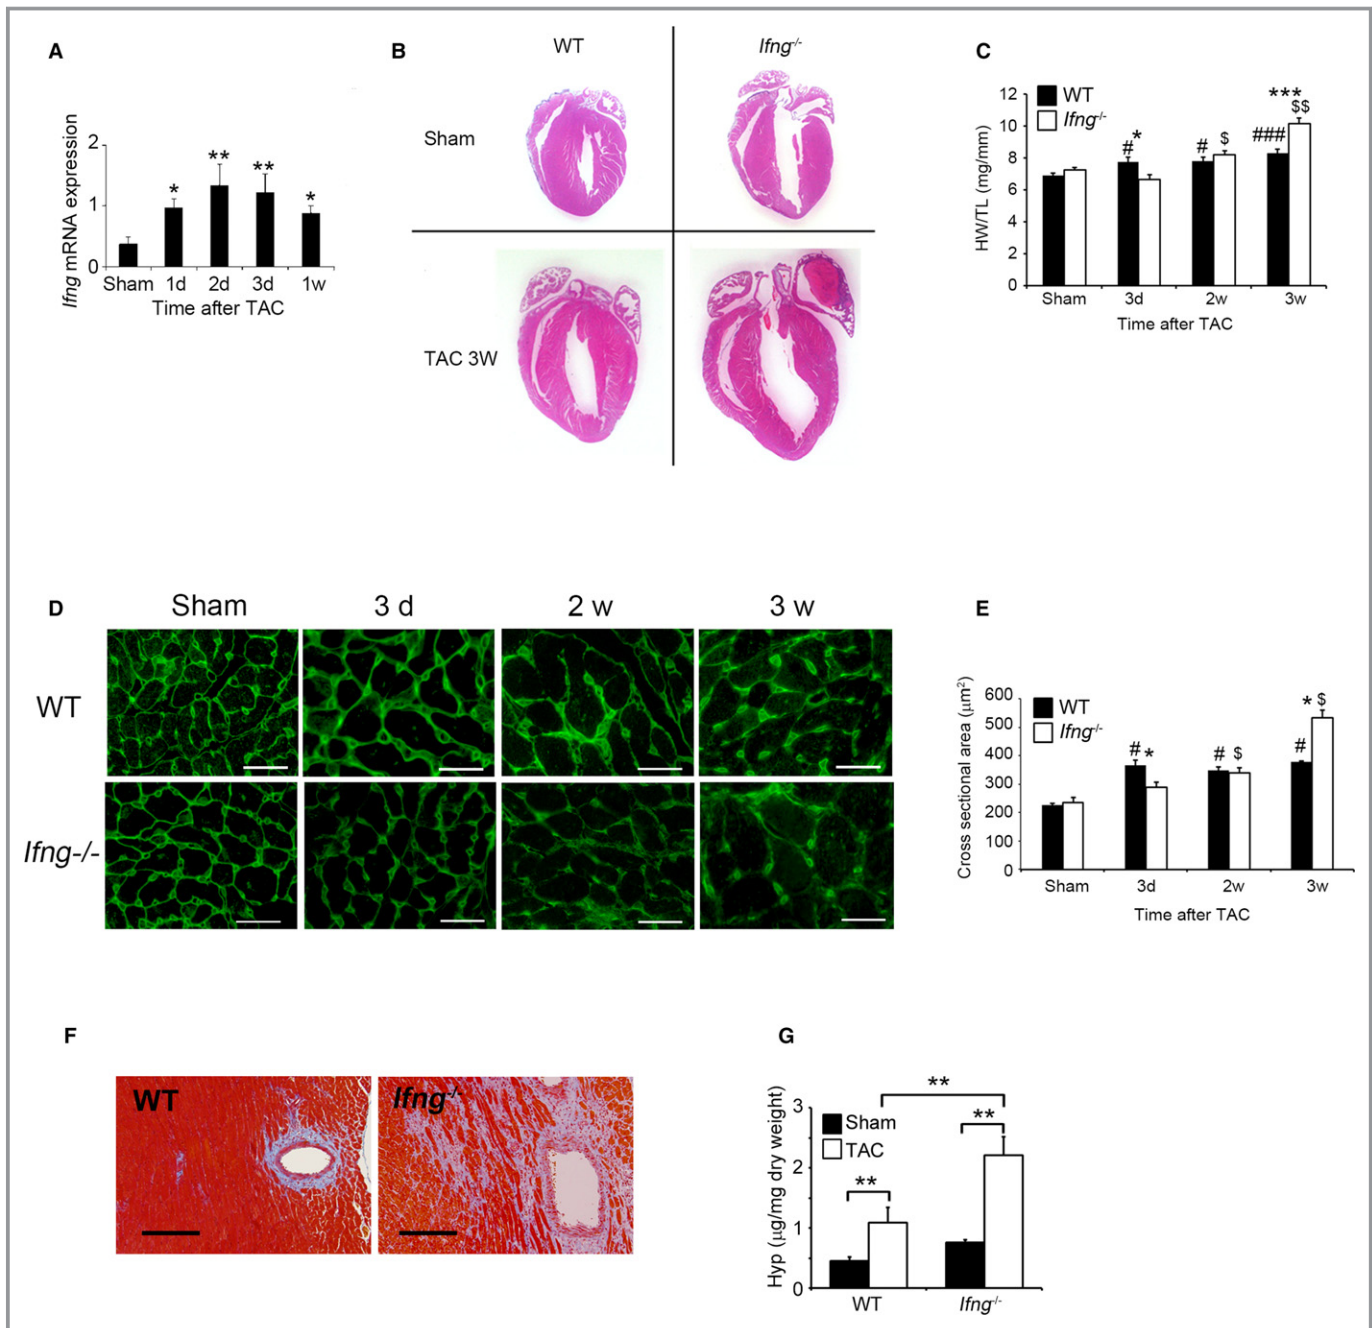 A
Ifng mRNA expression
2
1
0
* ** ** *
Sham 1d 2d 3d 1w
Time after TAC
B
WT Ifng-/-
Sham
TAC 3W
C
HW/TL (mg/mm)
12
10
8
6
4
2
0
WT
Ifng-/-
# * # $ ### *** $$
Sham 3d 2w 3w
Time after TAC
D
Sham 3 d 2 w 3 w
WT
Ifng-/-
E
Cross sectional area (μm²)
600
500
400
300
200
100
0
WT
Ifng-/-
# * # $ # * $
Sham 3d 2w 3w
Time after TAC
F
WT Ifng-/-
G
Hyp (μg/mg dry weight)
3
2
1
0
Sham
TAC
**
**
**
WT Ifng-/-